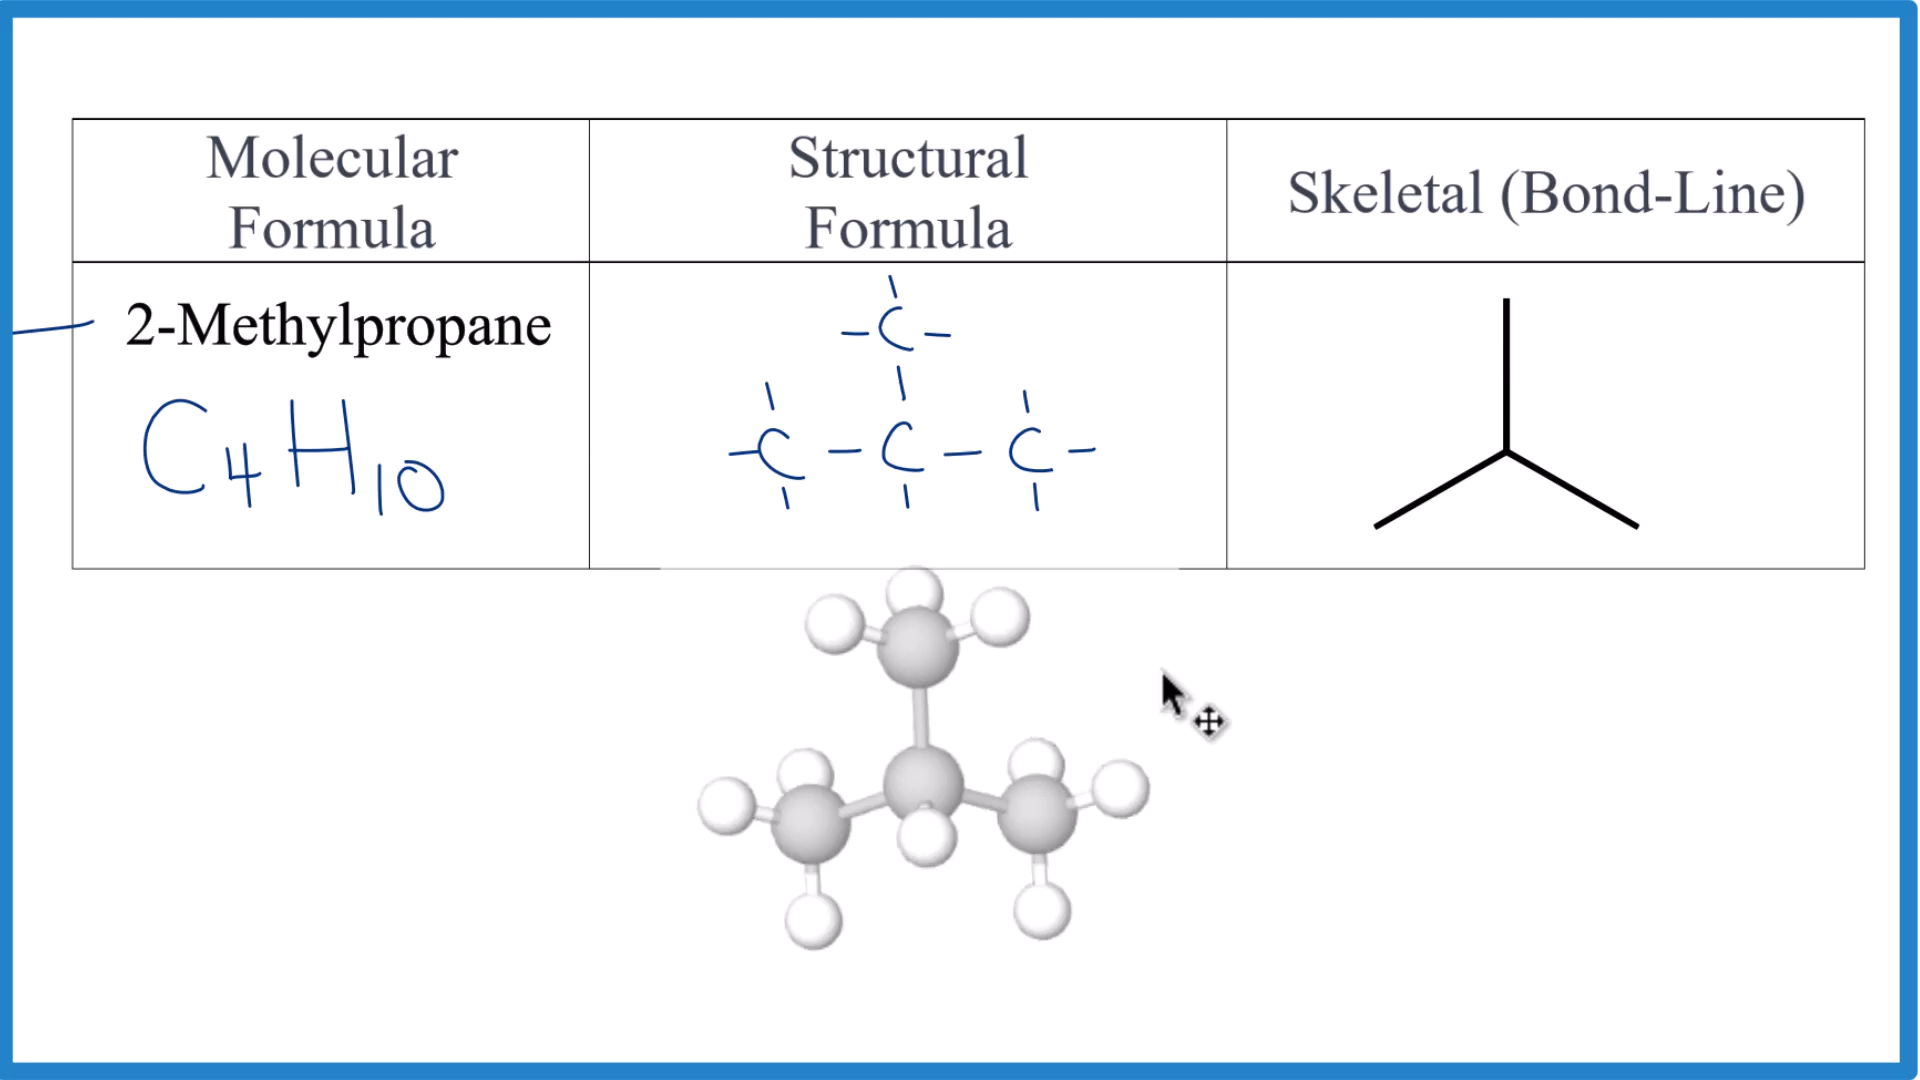 Molecular
Formula
Structural
Formula
Skeletal (Bond-Line)
2-Methylpropane
C4H10
C
C - C - C